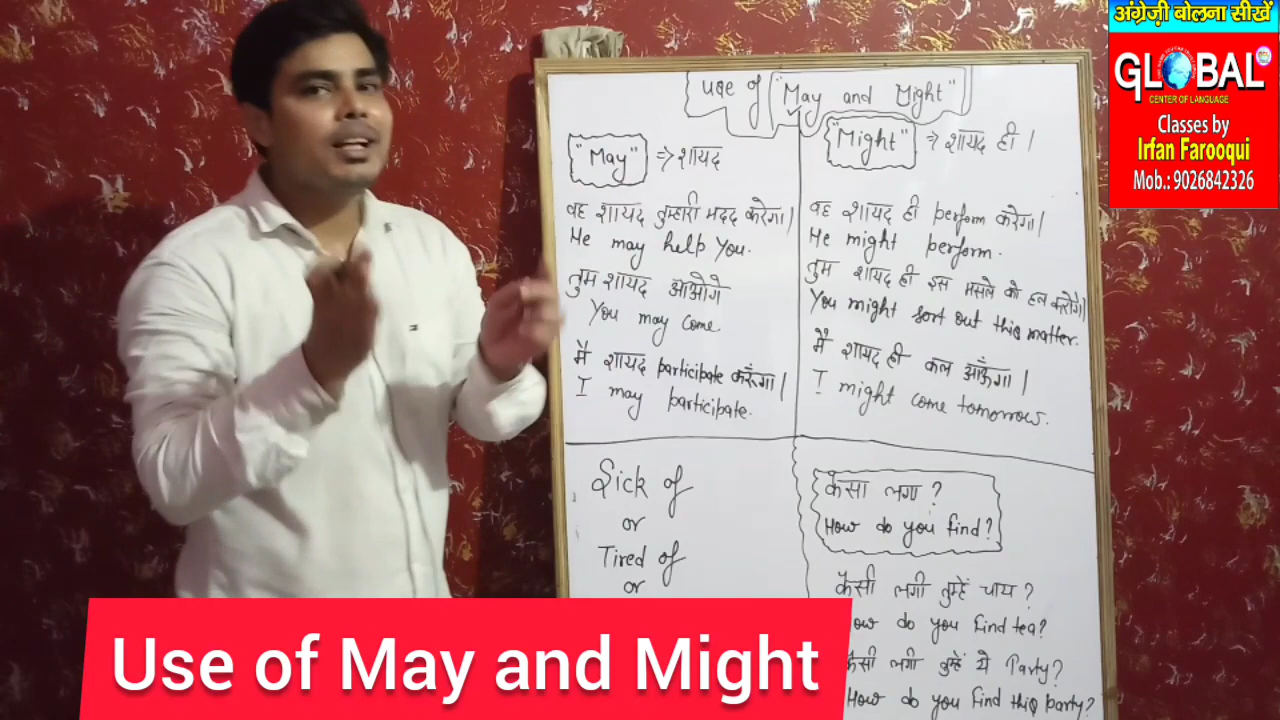 अंग्रेज़ी बोलना सीखें
GLOBAL
CENTER OF LANGUAGE
Classes by
Irfan Farooqui
Mob.: 9026842326
Use of "May and Might"
"May" ⇒ शायद
वह शायद तुम्हारी मदद करेगा।
He may help you.
तुम शायद आओगे
You may come
मै शायद participate करूँगा।
I may participate.
"Might" ⇒ शायद ही।
वह शायद ही perform करेगा।
He might perform.
तुम शायद ही इस मसले को हल करोगे।
You might sort out this matter.
मै शायद ही कल आँऊगा।
I might come tomorrow.
Sick of
or
Tired of
or
कैसा लगा ?
How do you find?
कैसी लगी तुम्हें चाय ?
How do you find tea?
कैसी लगी तुम्हें ये Party?
How do you find this party?
Use of May and Might